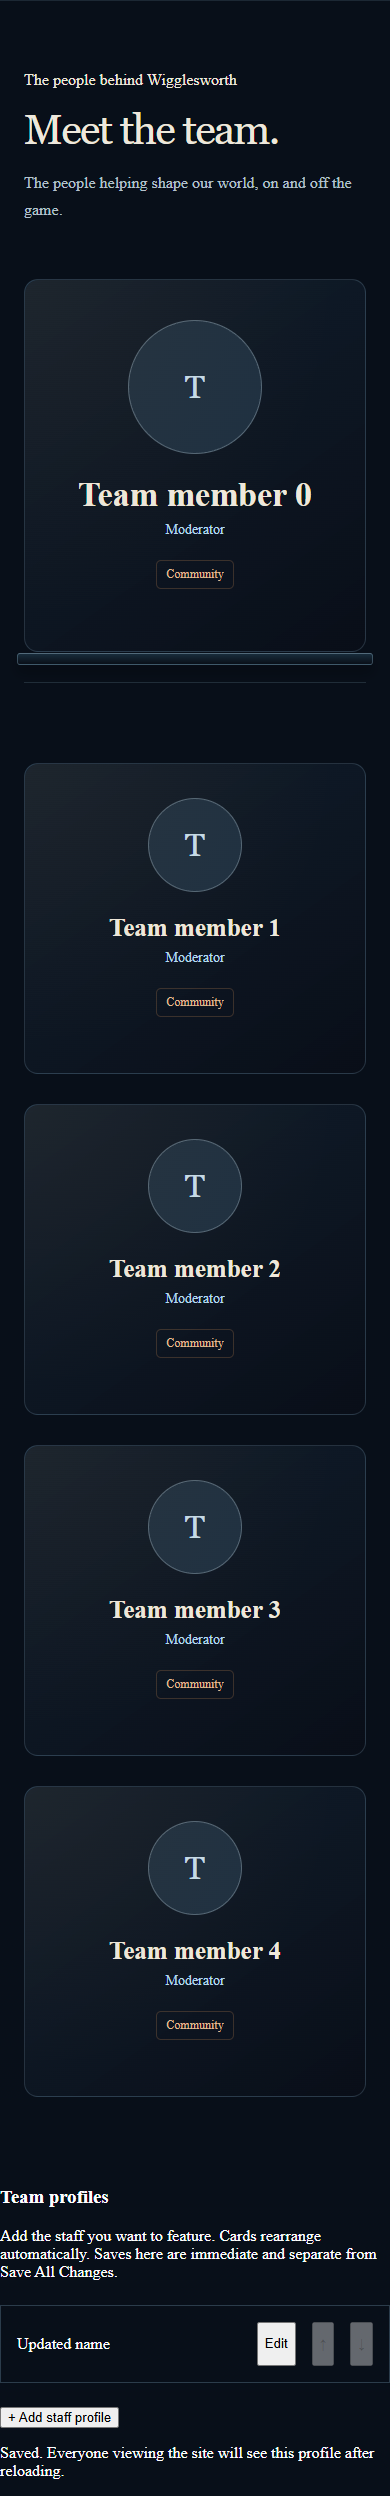 The people behind Wigglesworth
Meet the team.
The people helping shape our world, on and off the
game.
T
Team member 0
Moderator
Community
T
Team member 1
Moderator
Community
T
Team member 2
Moderator
Community
T
Team member 3
Moderator
Community
T
Team member 4
Moderator
Community
Team profiles
Add the staff you want to feature. Cards rearrange
automatically. Saves here are immediate and separate from
Save All Changes.
Updated name
Edit ↑ ↓
+ Add staff profile
Saved. Everyone viewing the site will see this profile after
reloading.